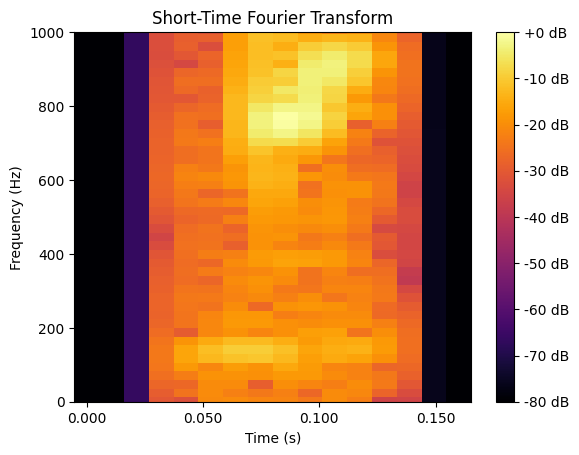 Short-Time Fourier Transform
1000
800
600
400
200
0
Frequency (Hz)
0.000
0.050
0.100
0.150
Time (s)
+0 dB
-10 dB
-20 dB
-30 dB
-40 dB
-50 dB
-60 dB
-70 dB
-80 dB